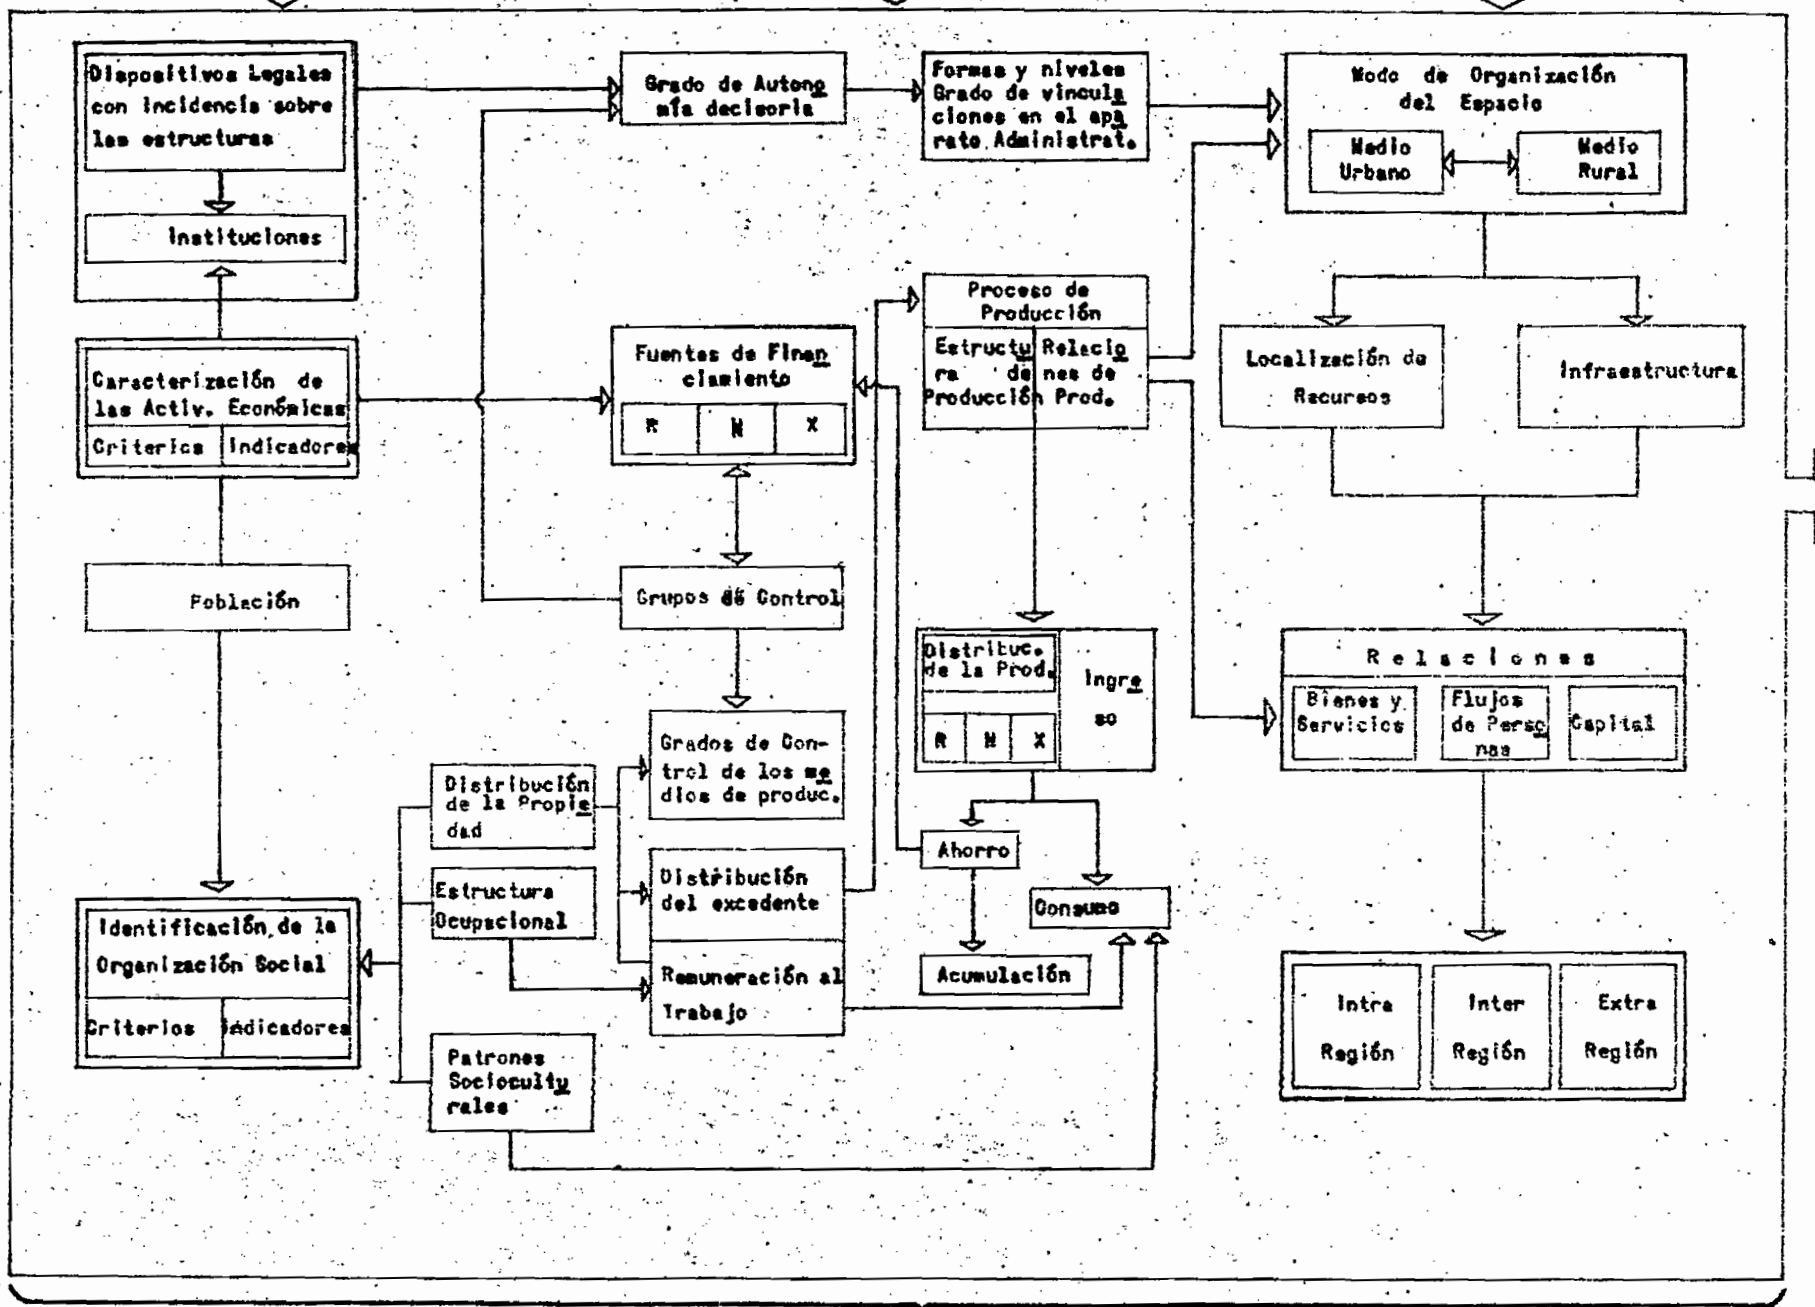 Dispositivos Legales
con incidencia sobre
las estructuras
Instituciones
Caracterización de
las Activ. Económicas
Criterios Indicadores
Población
Identificación de la
Organización Social
Criterios Indicadores
Grado de Autono
mía decisoria
Fuentes de Finan
ciamiento
R N X
Grupos de Control
Grados de Con-
trol de los me
dios de produc.
Distribución
de la Propie
dad
Estructura
Ocupacional
Patrones
Sociocultu
rales
Distribución
del excedente
Remuneración al
Trabajo
Formas y niveles
Grado de vincula
ciones en el apa
rato Administrat.
Proceso de
Producción
Estructu
ra de
Producción
Relacio
nes de
Prod.
Distribuc.
de la Prod.
R N X
Ingre
so
Ahorro
Consumo
Acumulación
Modo de Organización
del Espacio
Medio
Urbano
Medio
Rural
Localización de
Recursos
Infraestructura
Relaciones
Bienes y
Servicios
Flujos
de Perso
nas
Capital
Intra
Región
Inter
Región
Extra
Región